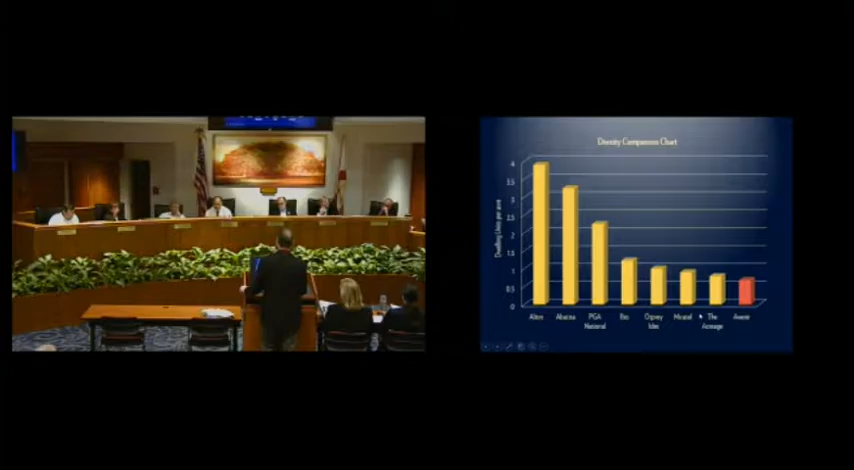 Density Comparison Chart
Dwelling Units per acre
4
3.5
3
2.5
2
1.5
1
0.5
0
Alton
Abacoa
PGA
National
Osprey
Isles
Mirasol
The
Acreage
Avenir